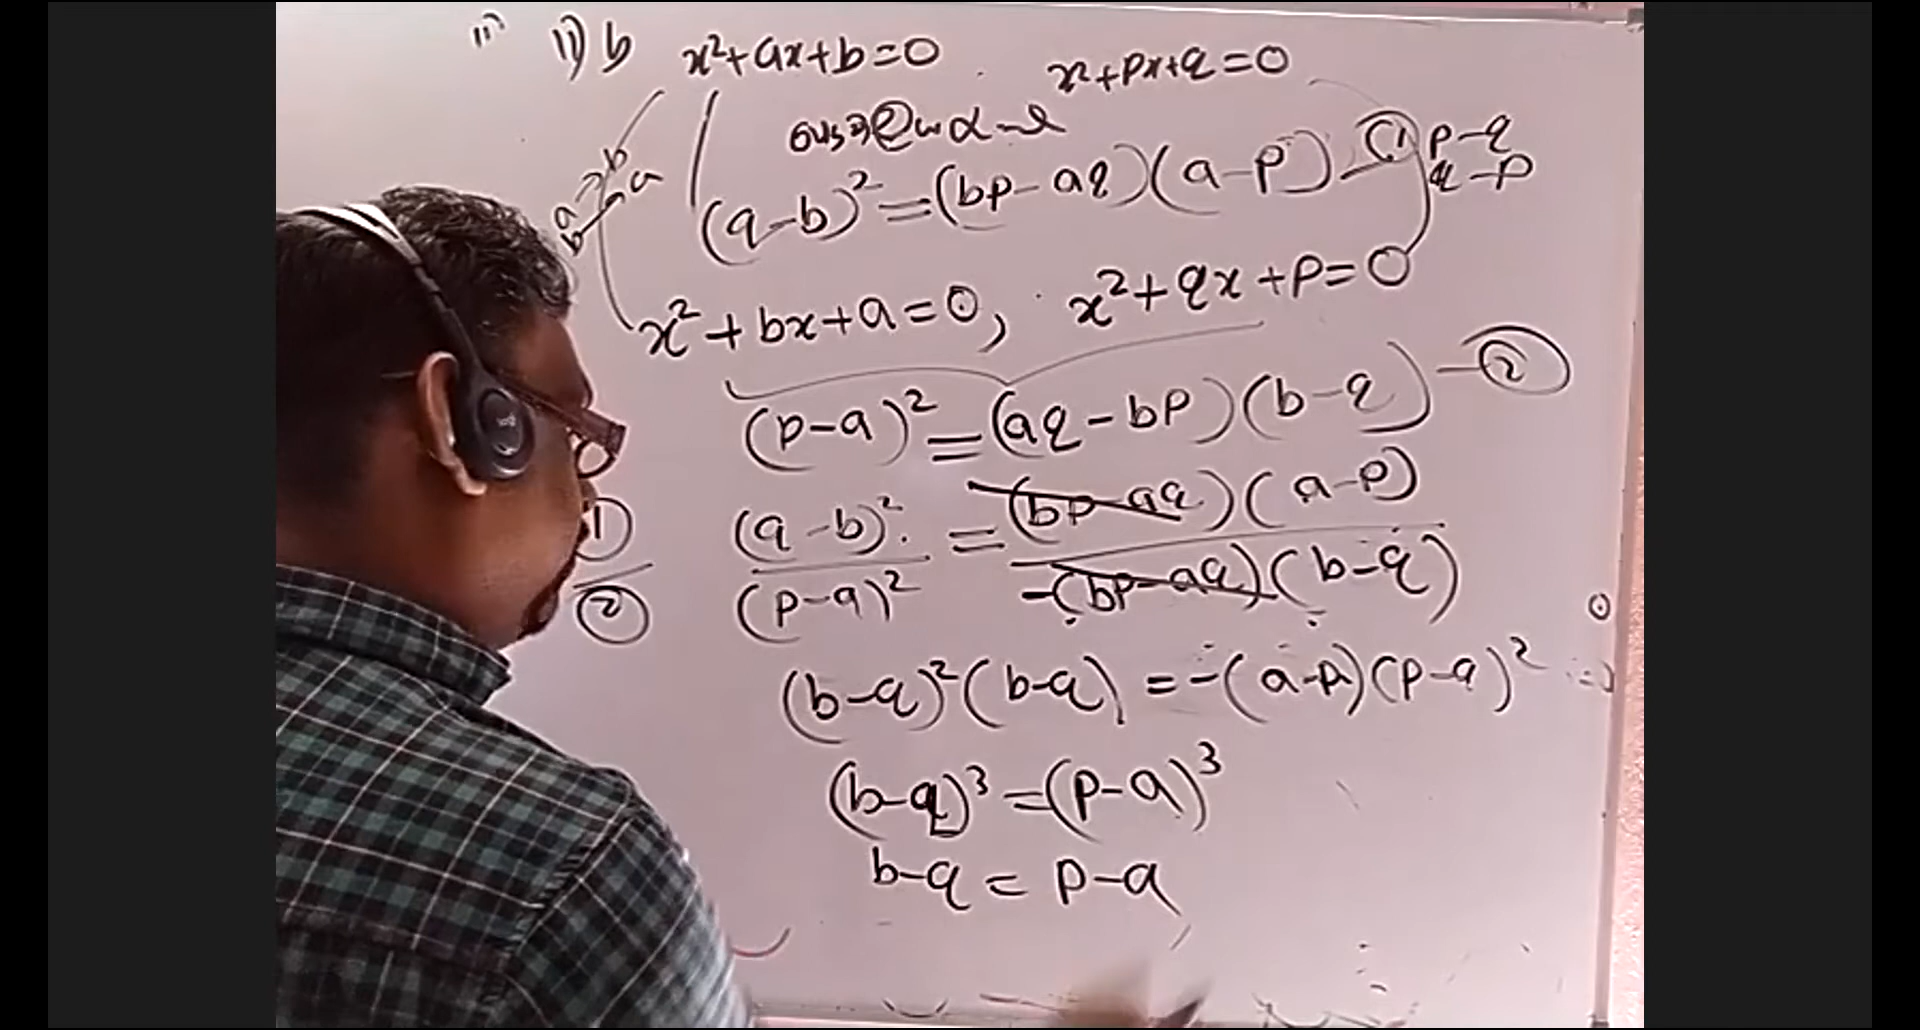 iii) 11) b x²+ax+b=0 x²+px+q=0
(q-b)²=(bp-aq)(a-p) — ① p-q
q-p
b a
a b
x²+bx+a=0, x²+qx+p=0
(p-a)²=(aq-bp)(b-q) — ②
①/② (q-b)²/(p-a)² = (bp-aq)(a-p)/-(bp-aq)(b-q)
(b-q)²(b-q) = -(a-p)(p-a)²
(b-q)³=(p-a)³
b-q = p-a